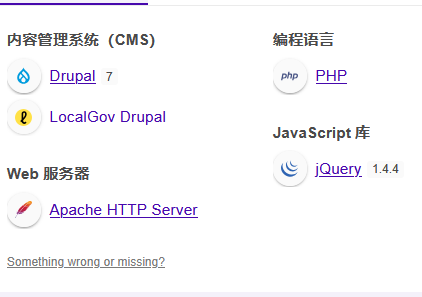 内容管理系统（CMS）
Drupal 7
LocalGov Drupal
Web 服务器
Apache HTTP Server
编程语言
php PHP
JavaScript 库
jQuery 1.4.4
Something wrong or missing?